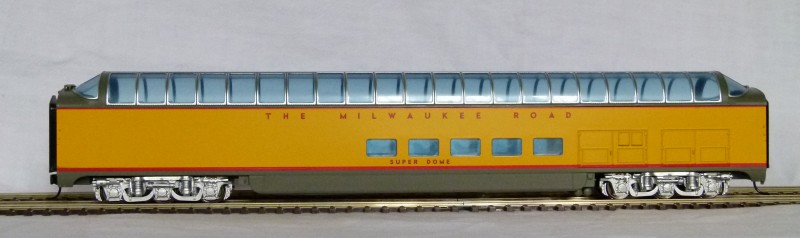 THE MILWAUKEE ROAD
SUPER DOME